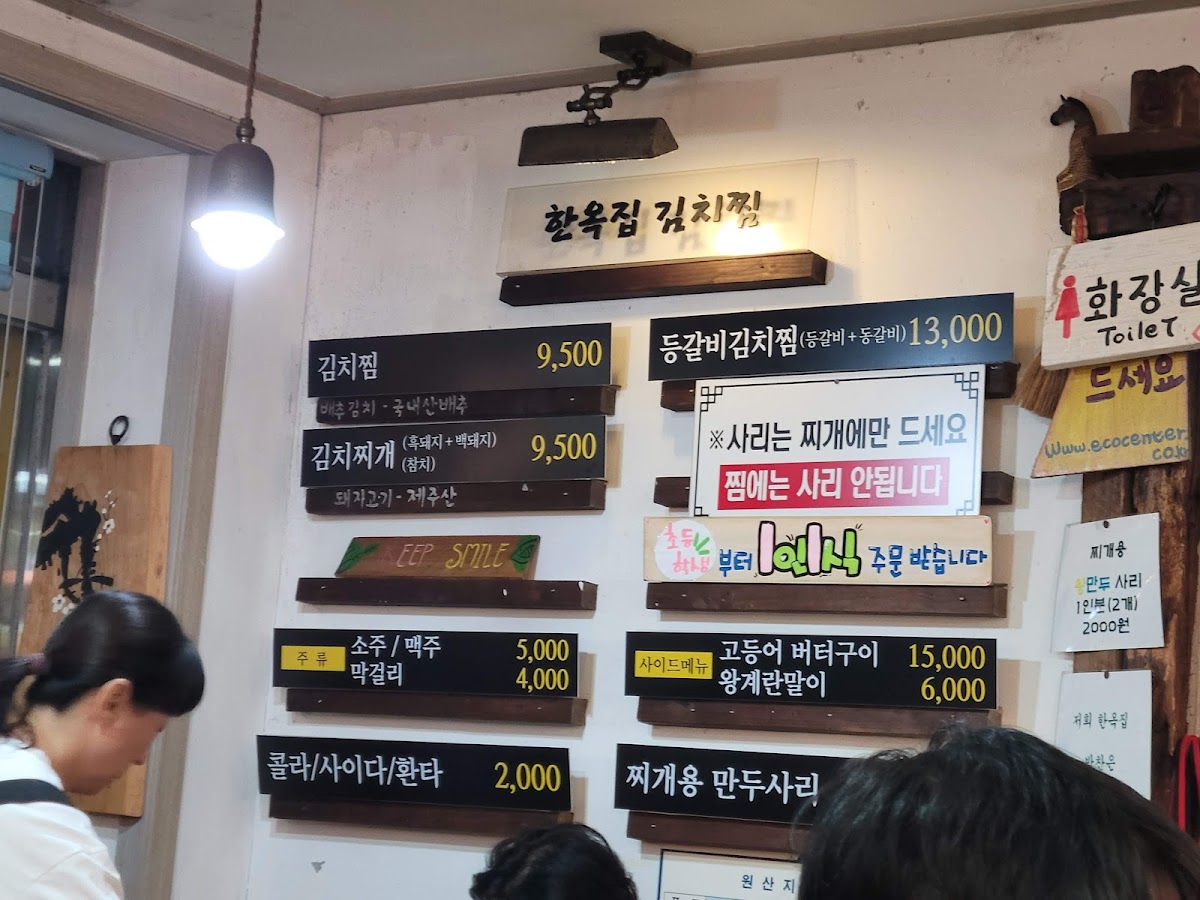 한옥집 김치찜
김치찜 9,500
배추김치 - 국내산배추
김치찌개 (흑돼지 + 백돼지) (참치) 9,500
돼지고기 - 제주산
EEP SMILE
주 류 소주 / 맥주 5,000
막걸리 4,000
콜라/사이다/환타 2,000
등갈비김치찜 (등갈비 + 동갈비) 13,000
※사리는 찌개에만 드세요
찜에는 사리 안됩니다
초등학생 부터 1인1식 주문 받습니다
사이드메뉴 고등어 버터구이 15,000
왕계란말이 6,000
찌개용 만두사리
원 산 지
화장실
Toilet
드세요
www.ecocenter.
co.kr
찌개용
왕만두 사리
1인분(2개)
2000원
저희 한옥집
반찬은